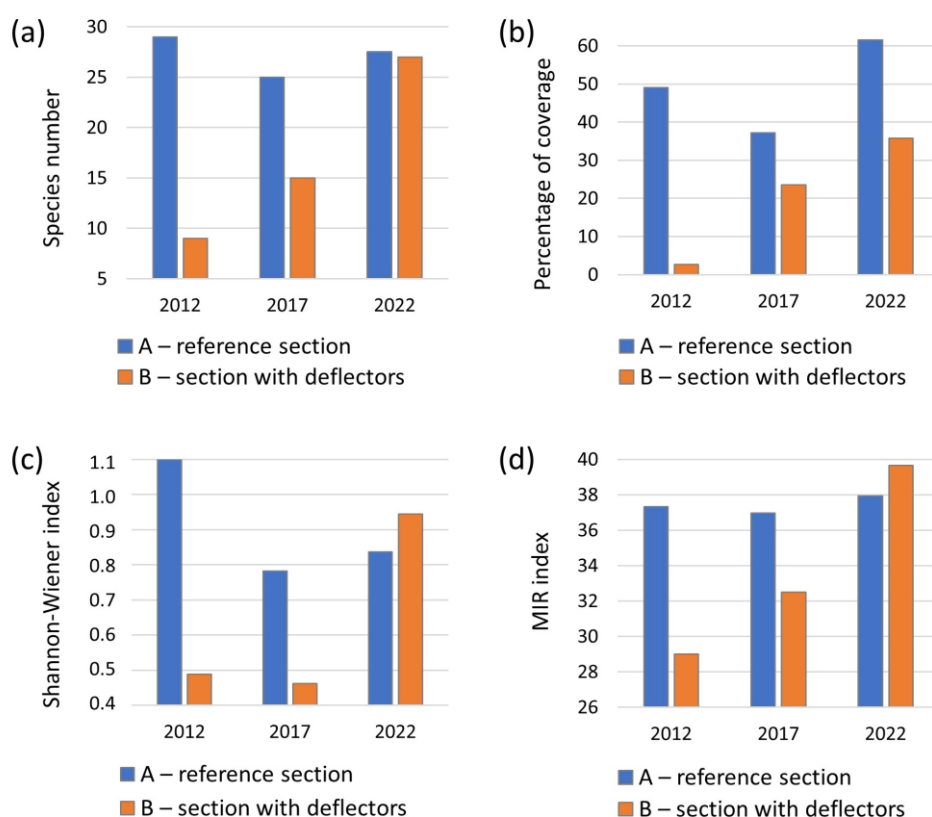 (a)
Species number
30
25
20
15
10
5
2012 2017 2022
A – reference section
B – section with deflectors
(b)
Percentage of coverage
60
50
40
30
20
10
0
2012 2017 2022
A – reference section
B – section with deflectors
(c)
Shannon-Wiener index
1.1
1.0
0.9
0.8
0.7
0.6
0.5
0.4
2012 2017 2022
A – reference section
B – section with deflectors
(d)
MIR index
40
38
36
34
32
30
28
26
2012 2017 2022
A – reference section
B – section with deflectors